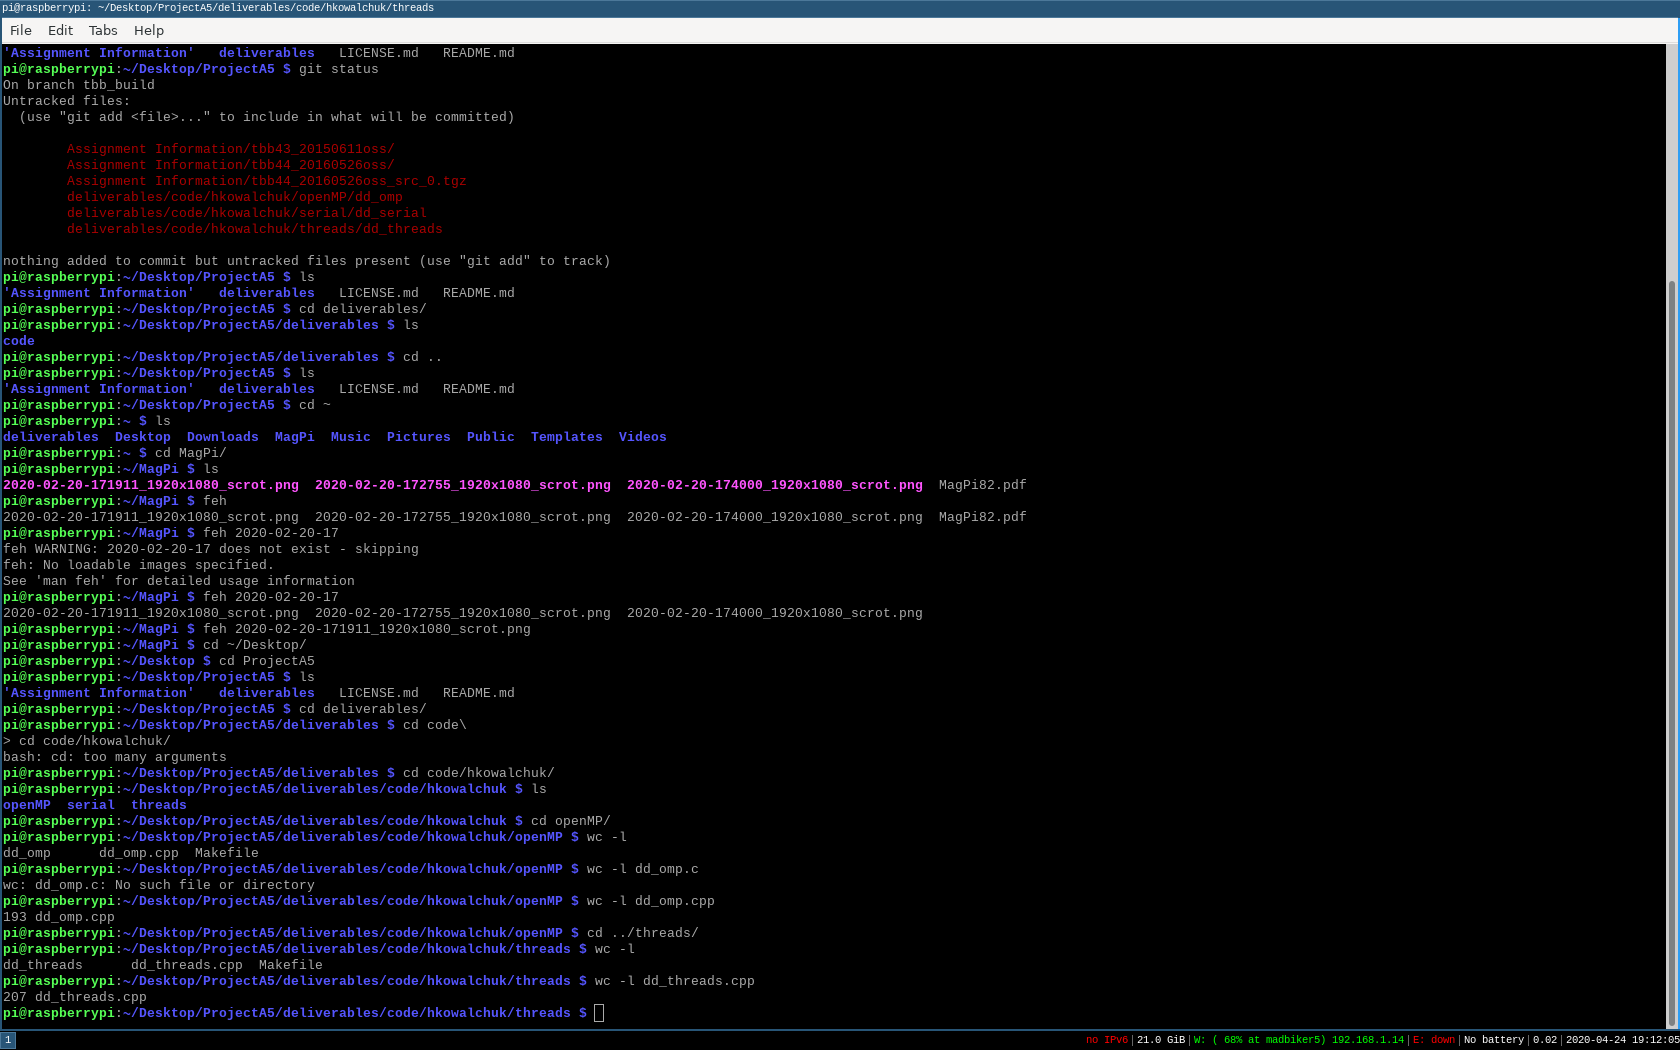 pi@raspberrypi: ~/Desktop/ProjectA5/deliverables/code/hkowalchuk/threads
File Edit Tabs Help
'Assignment Information'   deliverables   LICENSE.md   README.md
pi@raspberrypi:~/Desktop/ProjectA5 $ git status
On branch tbb_build
Untracked files:
  (use "git add <file>..." to include in what will be committed)
        Assignment Information/tbb43_20150611oss/
        Assignment Information/tbb44_20160526oss/
        Assignment Information/tbb44_20160526oss_src_0.tgz
        deliverables/code/hkowalchuk/openMP/dd_omp
        deliverables/code/hkowalchuk/serial/dd_serial
        deliverables/code/hkowalchuk/threads/dd_threads
nothing added to commit but untracked files present (use "git add" to track)
pi@raspberrypi:~/Desktop/ProjectA5 $ ls
'Assignment Information'   deliverables   LICENSE.md   README.md
pi@raspberrypi:~/Desktop/ProjectA5 $ cd deliverables/
pi@raspberrypi:~/Desktop/ProjectA5/deliverables $ ls
code
pi@raspberrypi:~/Desktop/ProjectA5/deliverables $ cd ..
pi@raspberrypi:~/Desktop/ProjectA5 $ ls
'Assignment Information'   deliverables   LICENSE.md   README.md
pi@raspberrypi:~/Desktop/ProjectA5 $ cd ~
pi@raspberrypi:~ $ ls
deliverables  Desktop  Downloads  MagPi  Music  Pictures  Public  Templates  Videos
pi@raspberrypi:~ $ cd MagPi/
pi@raspberrypi:~/MagPi $ ls
2020-02-20-171911_1920x1080_scrot.png  2020-02-20-172755_1920x1080_scrot.png  2020-02-20-174000_1920x1080_scrot.png  MagPi82.pdf
pi@raspberrypi:~/MagPi $ feh
2020-02-20-171911_1920x1080_scrot.png  2020-02-20-172755_1920x1080_scrot.png  2020-02-20-174000_1920x1080_scrot.png  MagPi82.pdf
pi@raspberrypi:~/MagPi $ feh 2020-02-20-17
feh WARNING: 2020-02-20-17 does not exist - skipping
feh: No loadable images specified.
See 'man feh' for detailed usage information
pi@raspberrypi:~/MagPi $ feh 2020-02-20-17
2020-02-20-171911_1920x1080_scrot.png  2020-02-20-172755_1920x1080_scrot.png  2020-02-20-174000_1920x1080_scrot.png
pi@raspberrypi:~/MagPi $ feh 2020-02-20-171911_1920x1080_scrot.png
pi@raspberrypi:~/MagPi $ cd ~/Desktop/
pi@raspberrypi:~/Desktop $ cd ProjectA5
pi@raspberrypi:~/Desktop/ProjectA5 $ ls
'Assignment Information'   deliverables   LICENSE.md   README.md
pi@raspberrypi:~/Desktop/ProjectA5 $ cd deliverables/
pi@raspberrypi:~/Desktop/ProjectA5/deliverables $ cd code\
> cd code/hkowalchuk/
bash: cd: too many arguments
pi@raspberrypi:~/Desktop/ProjectA5/deliverables $ cd code/hkowalchuk/
pi@raspberrypi:~/Desktop/ProjectA5/deliverables/code/hkowalchuk $ ls
openMP  serial  threads
pi@raspberrypi:~/Desktop/ProjectA5/deliverables/code/hkowalchuk $ cd openMP/
pi@raspberrypi:~/Desktop/ProjectA5/deliverables/code/hkowalchuk/openMP $ wc -l
dd_omp      dd_omp.cpp  Makefile
pi@raspberrypi:~/Desktop/ProjectA5/deliverables/code/hkowalchuk/openMP $ wc -l dd_omp.c
wc: dd_omp.c: No such file or directory
pi@raspberrypi:~/Desktop/ProjectA5/deliverables/code/hkowalchuk/openMP $ wc -l dd_omp.cpp
193 dd_omp.cpp
pi@raspberrypi:~/Desktop/ProjectA5/deliverables/code/hkowalchuk/openMP $ cd ../threads/
pi@raspberrypi:~/Desktop/ProjectA5/deliverables/code/hkowalchuk/threads $ wc -l
dd_threads      dd_threads.cpp  Makefile
pi@raspberrypi:~/Desktop/ProjectA5/deliverables/code/hkowalchuk/threads $ wc -l dd_threads.cpp
207 dd_threads.cpp
pi@raspberrypi:~/Desktop/ProjectA5/deliverables/code/hkowalchuk/threads $
1 no IPv6|21.0 GiB|W: ( 68% at madbiker5) 192.168.1.14|E: down|No battery|0.02|2020-04-24 19:12:05